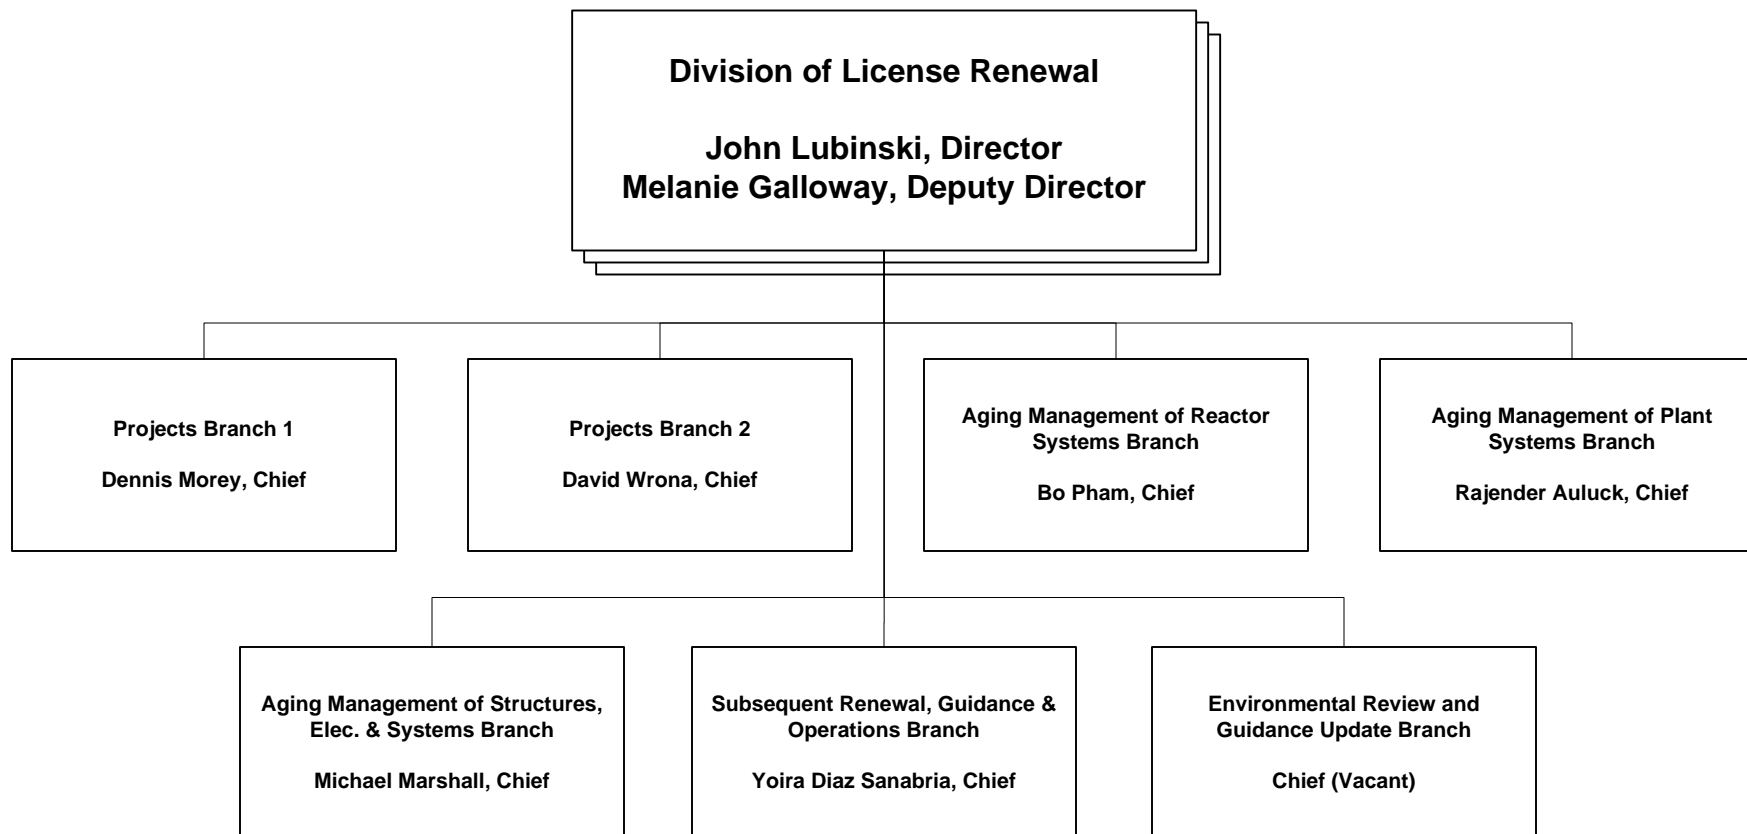 Division of License Renewal
John Lubinski, Director
Melanie Galloway, Deputy Director
Projects Branch 1
Dennis Morey, Chief
Projects Branch 2
David Wrona, Chief
Aging Management of Reactor
Systems Branch
Bo Pham, Chief
Aging Management of Plant
Systems Branch
Rajender Auluck, Chief
Aging Management of Structures,
Elec. & Systems Branch
Michael Marshall, Chief
Subsequent Renewal, Guidance &
Operations Branch
Yoira Diaz Sanabria, Chief
Environmental Review and
Guidance Update Branch
Chief (Vacant)